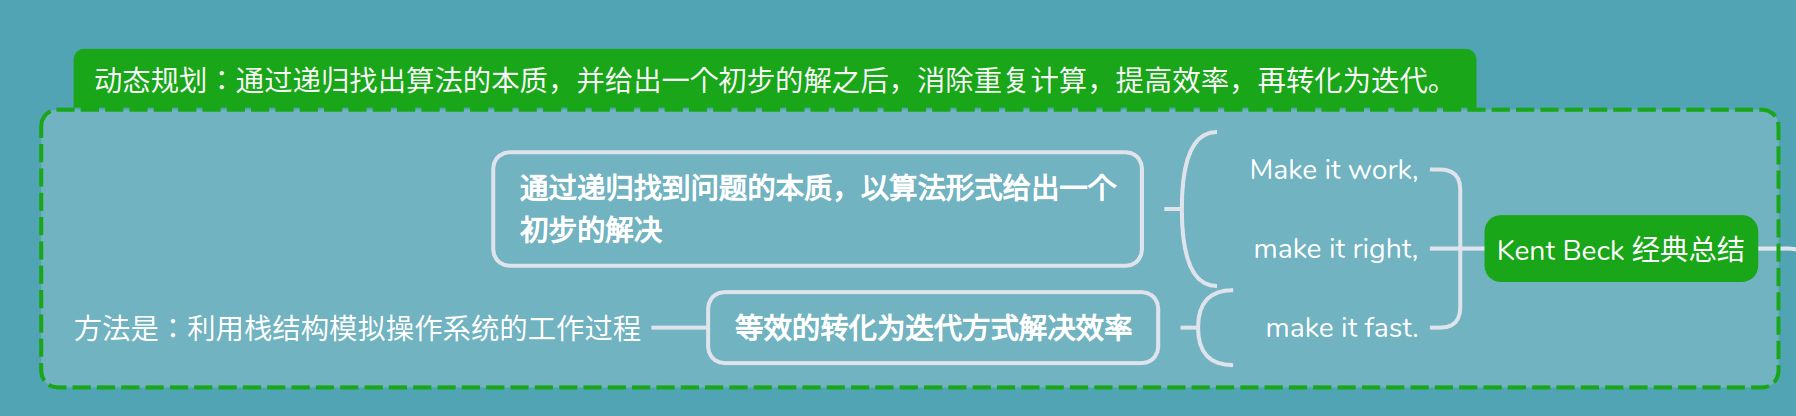 动态规划：通过递归找出算法的本质，并给出一个初步的解之后，消除重复计算，提高效率，再转化为迭代。
通过递归找到问题的本质，以算法形式给出一个
初步的解决
Make it work,
make it right,
Kent Beck 经典总结
方法是：利用栈结构模拟操作系统的工作过程
等效的转化为迭代方式解决效率
make it fast.